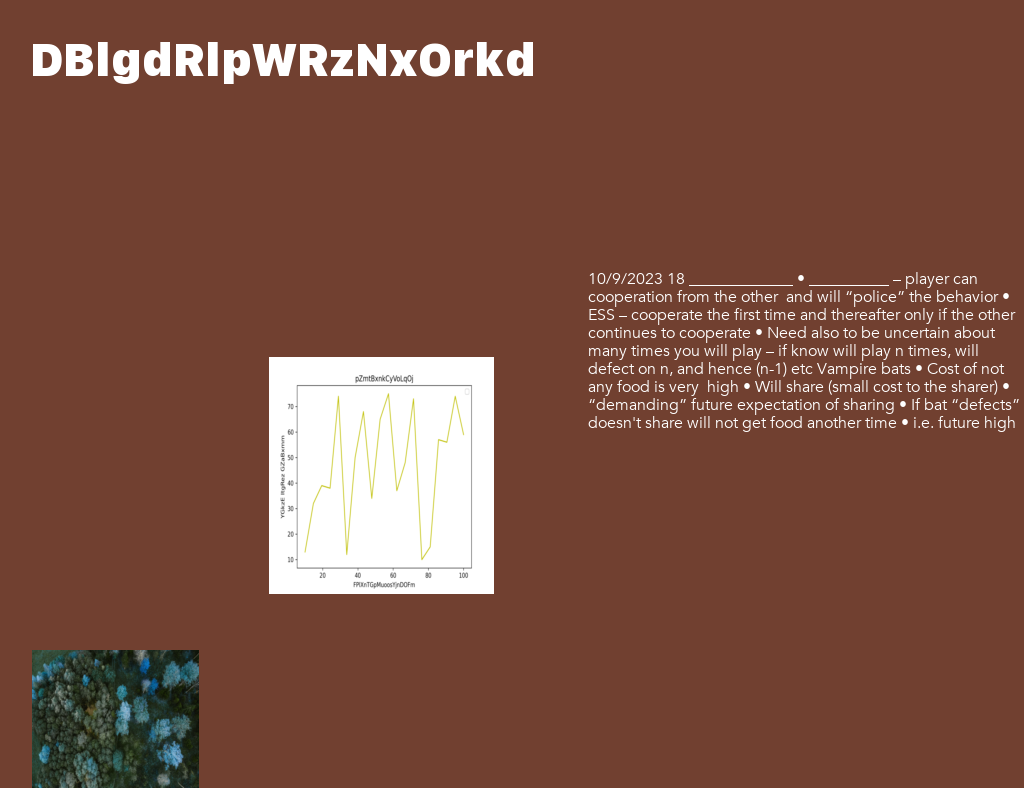 DBlgdRlpWRzNxOrkd
10/9/2023 18 _____________ • __________ – player can
cooperation from the other  and will “police” the behavior •
ESS – cooperate the first time and thereafter only if the other
continues to cooperate • Need also to be uncertain about
many times you will play – if know will play n times, will
defect on n, and hence (n-1) etc Vampire bats • Cost of not
any food is very  high • Will share (small cost to the sharer) •
“demanding” future expectation of sharing • If bat “defects”
doesn't share will not get food another time • i.e. future high
pZmtBxnkCyVoLqOj
70
60
50
40
30
20
10
20 40 60 80 100